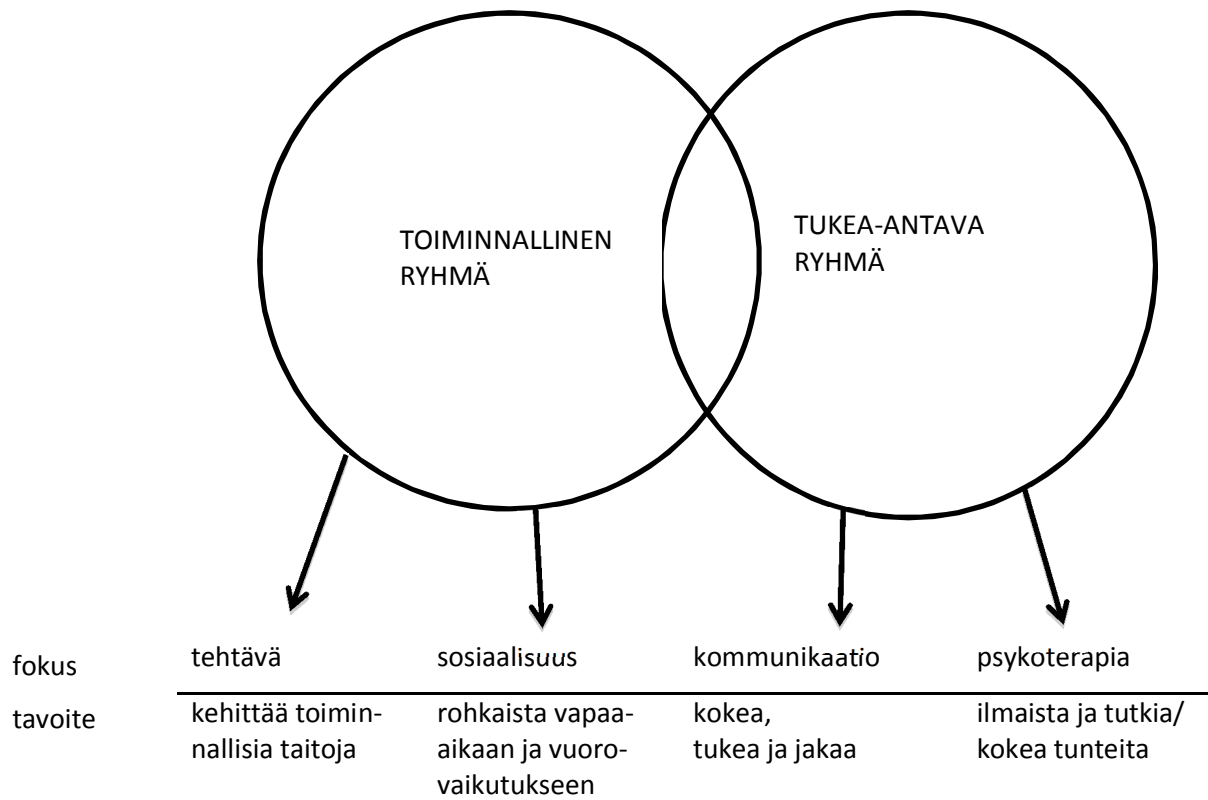 TOIMINNALLINEN
RYHMÄ
TUKEA-ANTAVA
RYHMÄ
fokus
tehtävä
sosiaalisuus
kommunikaatio
psykoterapia
tavoite
kehittää toimin-
nallisia taitoja
rohkaista vapaa-
aikaan ja vuoro-
vaikutukseen
kokea,
tukea ja jakaa
ilmaista ja tutkia/
kokea tunteita